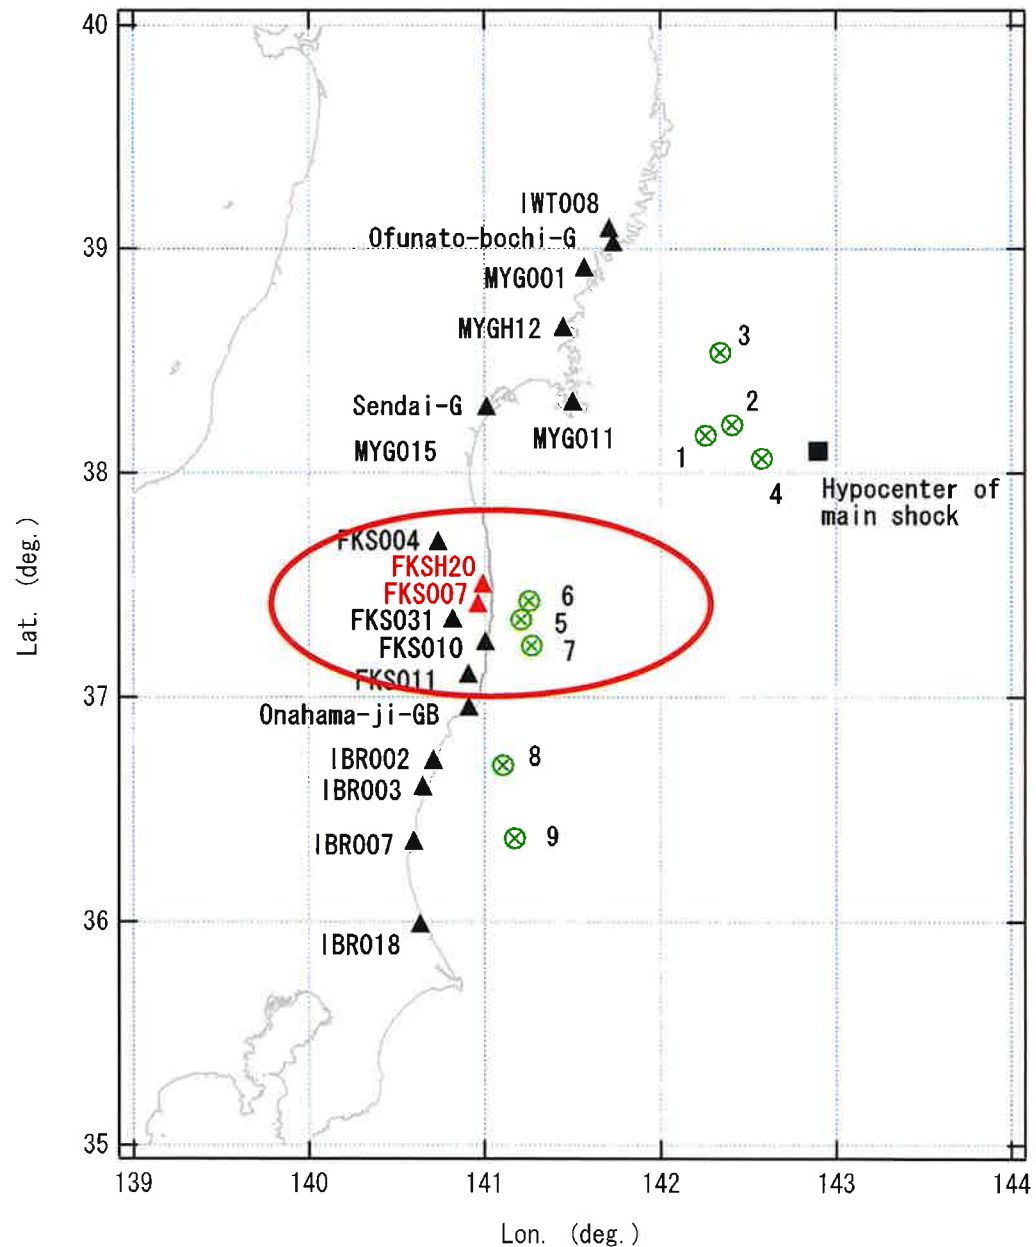 40
IWT008
Ofunato-bochi-G
39
MYG001
MYGH12
3
Sendai-G
2
MYG011
MYG015
1
38
4
Hypocenter of
main shock
FKS004
FKSH20
FKS007
6
FKS031
5
FKS010
7
FKS011
37
Onahama-ji-GB
IBR002
8
IBR003
IBR007
9
36
IBR018
35
139
140
141
142
143
144
Lat. (deg.)
Lon. (deg.)